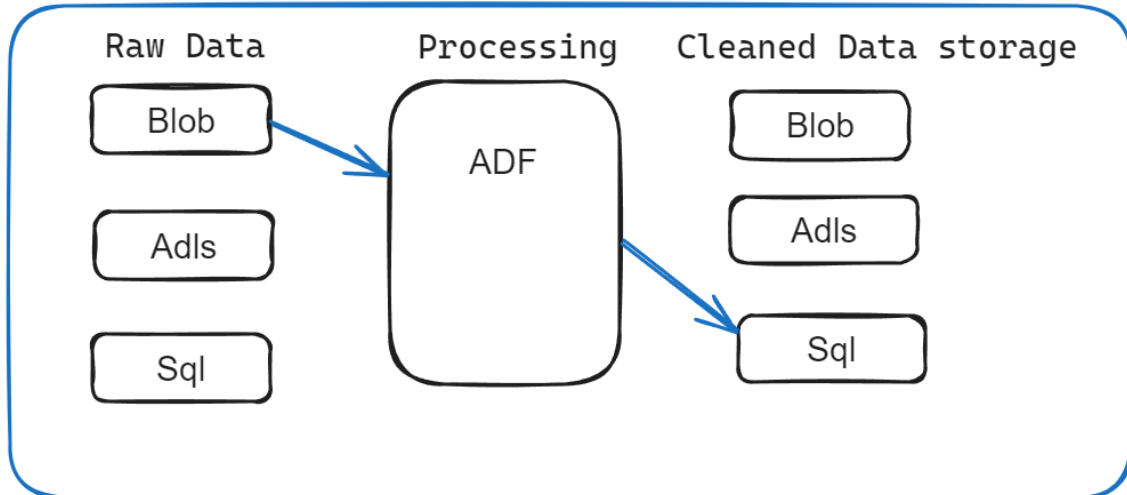 Raw Data
Processing
Cleaned Data storage
Blob
Adls
Sql
ADF
Blob
Adls
Sql